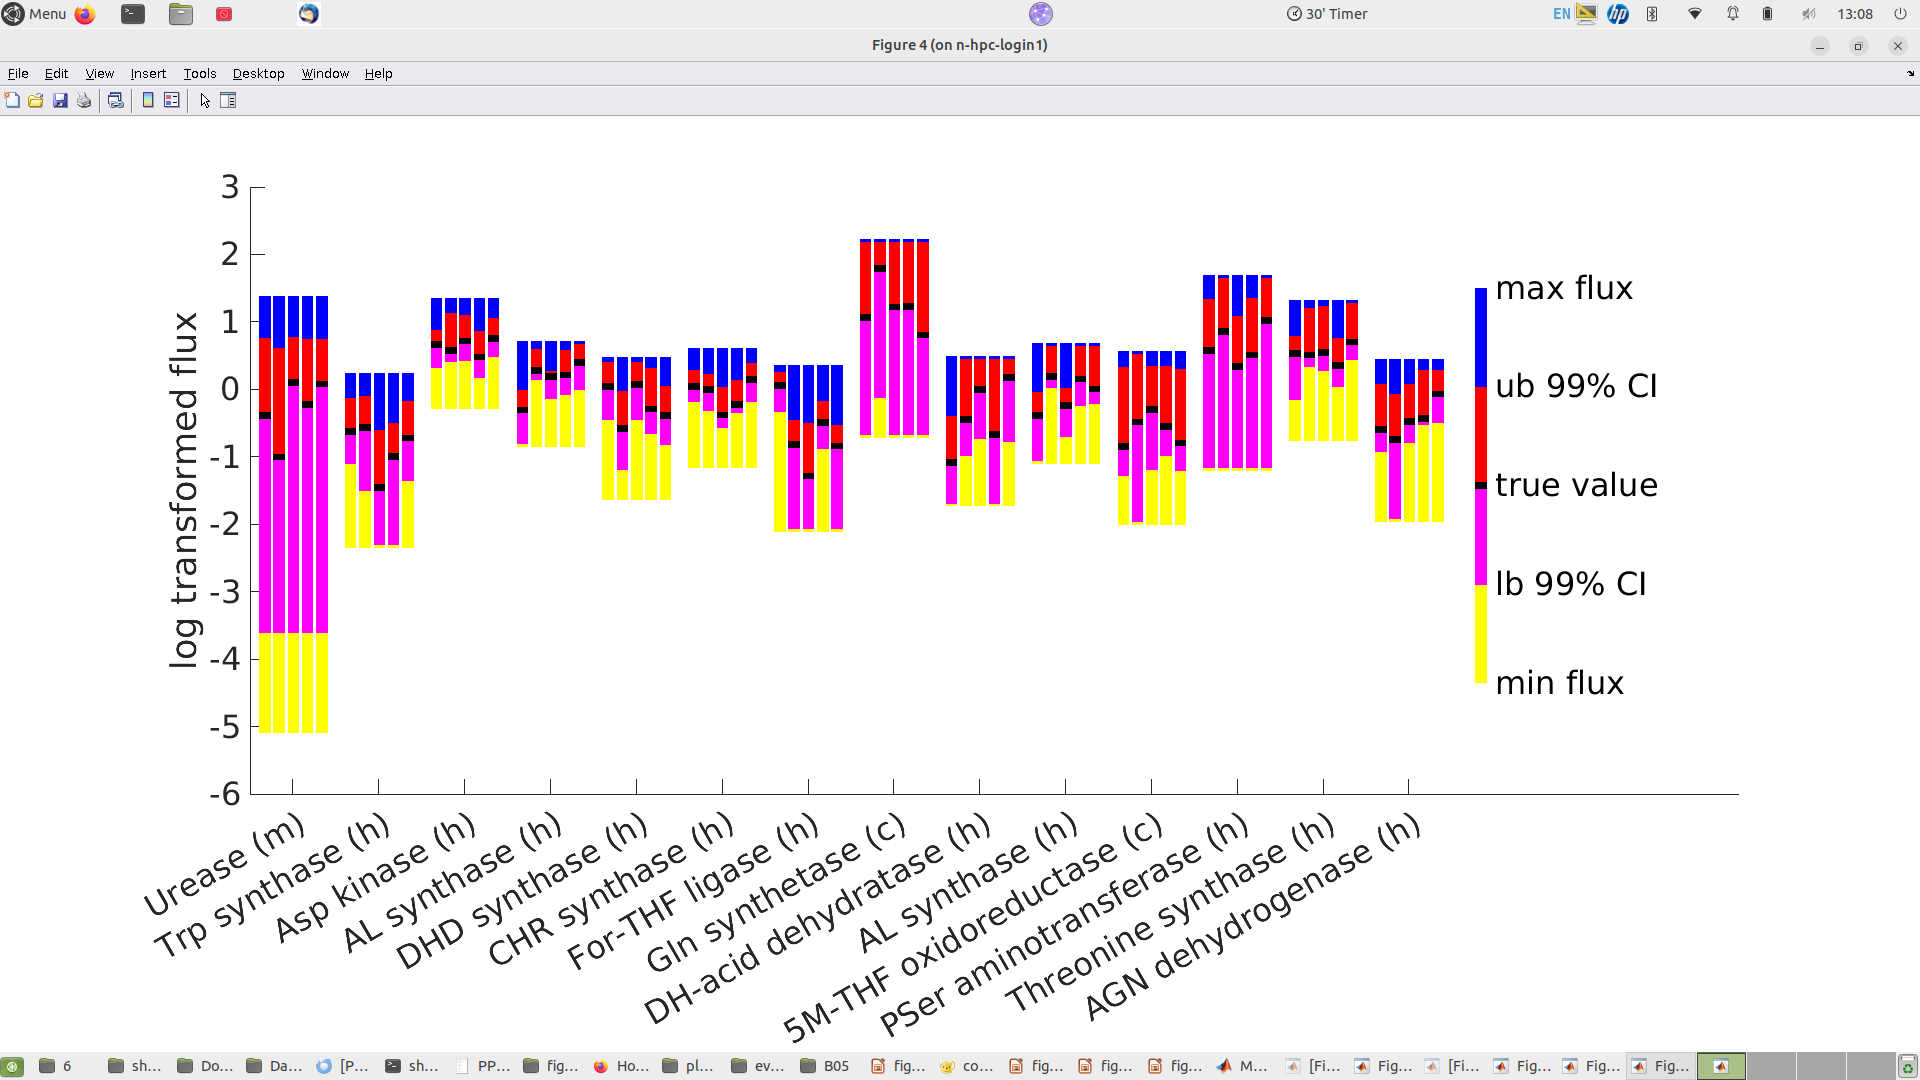 Menu
30' Timer
EN
hp
13:08
Figure 4 (on n-hpc-login1)
File Edit View Insert Tools Desktop Window Help
3
2
1
0
-1
-2
-3
-4
-5
-6
log transformed flux
max flux
ub 99% CI
true value
lb 99% CI
min flux
Urease (m)
Trp synthase (h)
Asp kinase (h)
AL synthase (h)
DHD synthase (h)
CHR synthase (h)
For-THF ligase (h)
Gln synthetase (c)
DH-acid dehydratase (h)
AL synthase (h)
5M-THF oxidoreductase (c)
PSer aminotransferase (h)
Threonine synthase (h)
AGN dehydrogenase (h)
6 sh... Do... Da... [P... sh... PP... fig... Ho... pl... ev... B05 fig... co... fig... fig... fig... M... [Fi... Fig... [Fi... Fig... Fig... Fig...